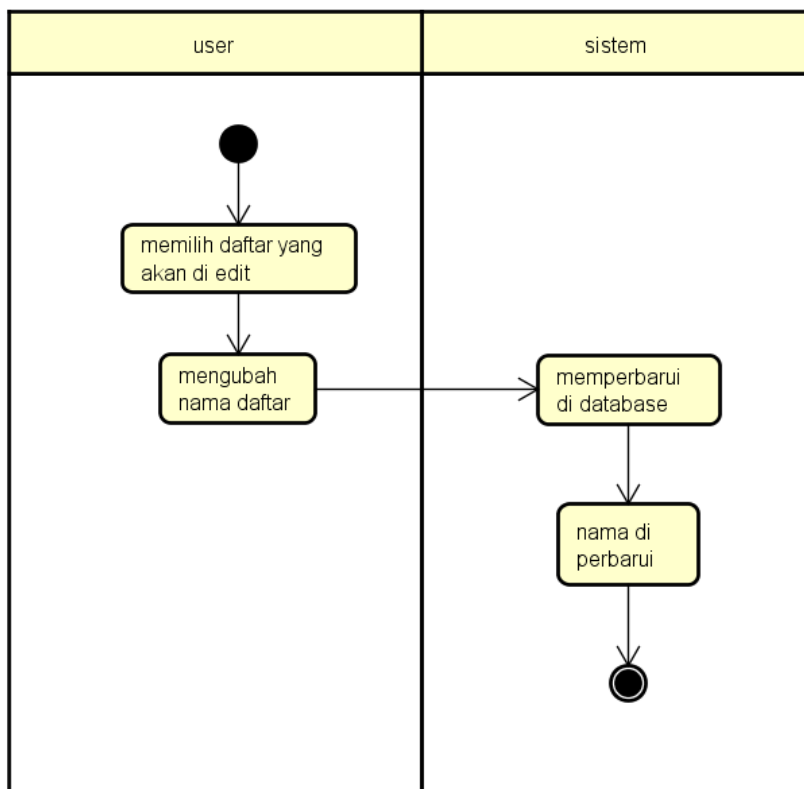 user
sistem
memilih daftar yang
akan di edit
mengubah
nama daftar
memperbarui
di database
nama di
perbarui